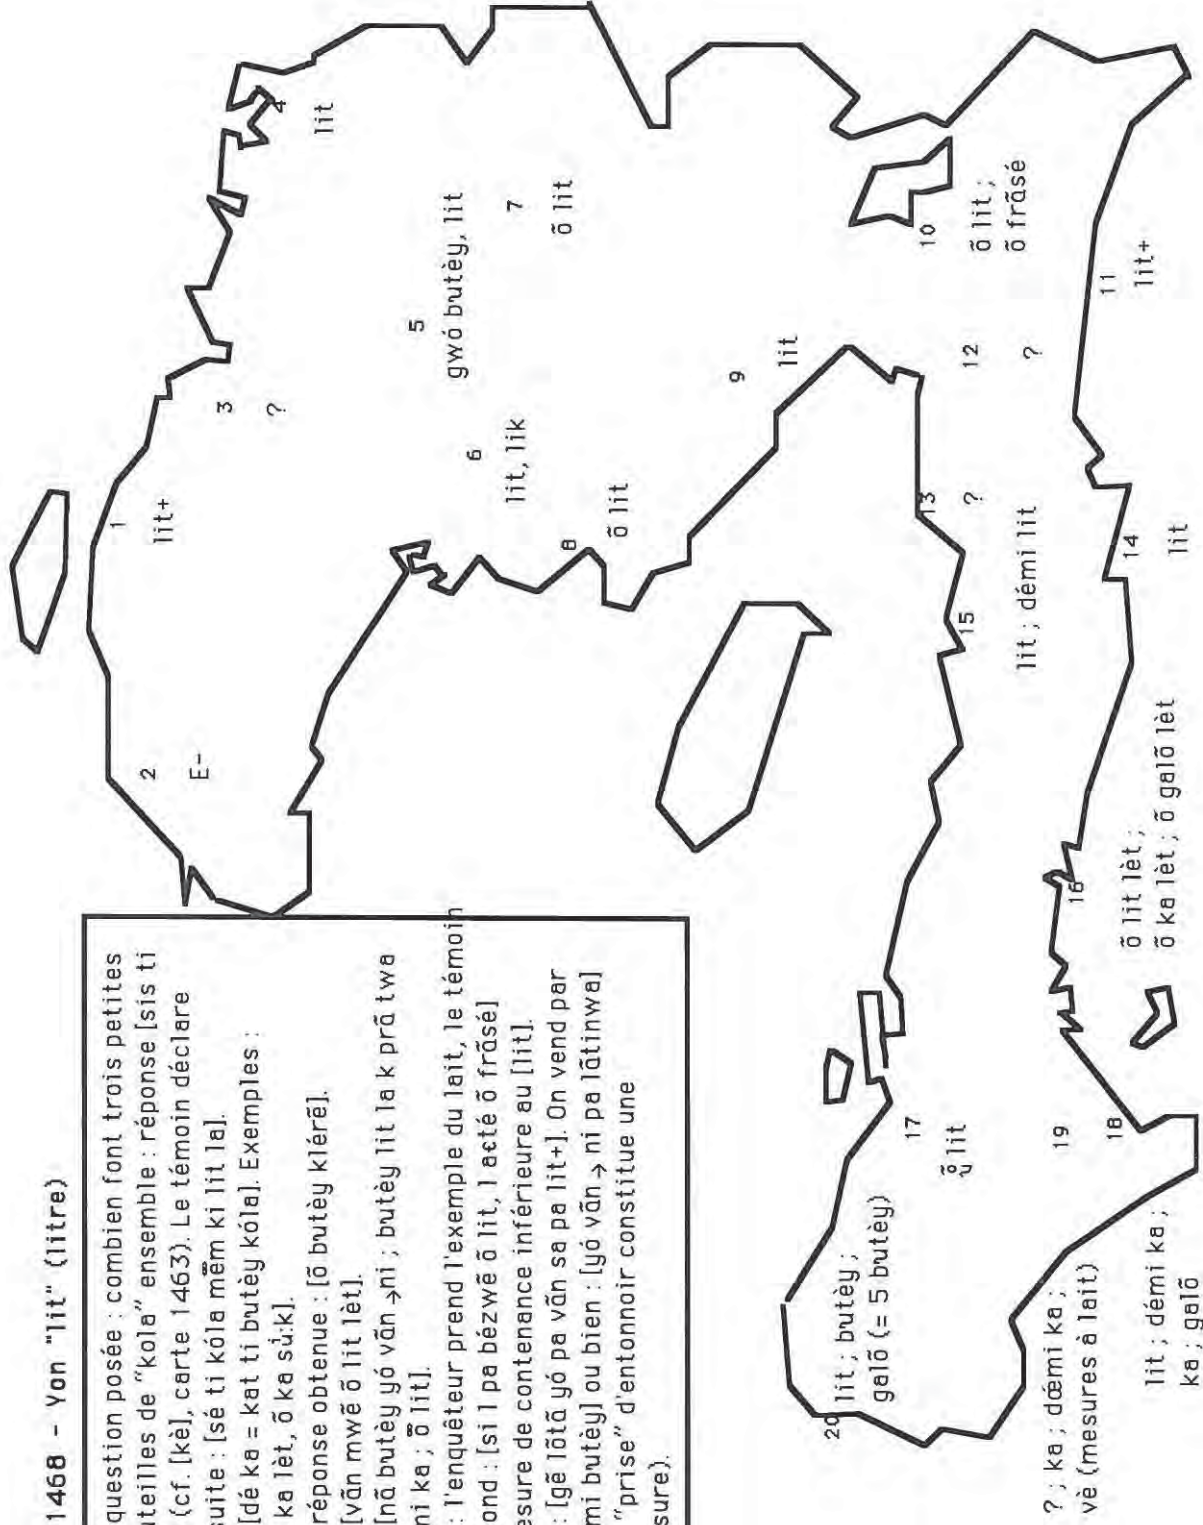 1468 - Yon "lit" (litre)
question posée : combien font trois petites
uteilles de "kola" ensemble : réponse [sis ti
(cf. [kè], carte 1463). Le témoin déclare
suite : [sé ti kóla mẽm ki lit la].
[dé ka = kat ti butèy kóla]. Exemples :
ka lèt, õ ka sù:k].
réponse obtenue : [õ butèy klérẽ].
[vãn mwẽ õ lit lèt].
[nã butèy yó vãn →ni ; butèy lit la k prã twa
ni ka ; õ lit].
: l'enquêteur prend l'exemple du lait, le témoin
ond : [si l pa bézwẽ õ lit, l aɛté õ frãsé]
esure de contenance inférieure au [lit].
: [gẽ lõtã yó pa vãn sa pa lit+]. On vend par
mi butèy] ou bien : [yó vãn → ni pa lãtinwa]
"prise" d'entonnoir constitue une
sure).
1
lit+
2
E-
3
?
4
lit
5
gwó butèy, lit
6
lit, lik
7
õ lit
8
õ lit
9
lit
10
õ lit ;
õ frãsé
11
lit+
12
?
13
?
14
lit
15
lit ; démi lit
16
õ lit lèt ;
õ ka lèt ; õ galõ lèt
17
õ lit
18
lit ; démi ka ;
ka ; galõ
19
? ; ka ; dœ́mi ka ;
vè (mesures à lait)
20
lit ; butèy ;
galõ (= 5 butèy)